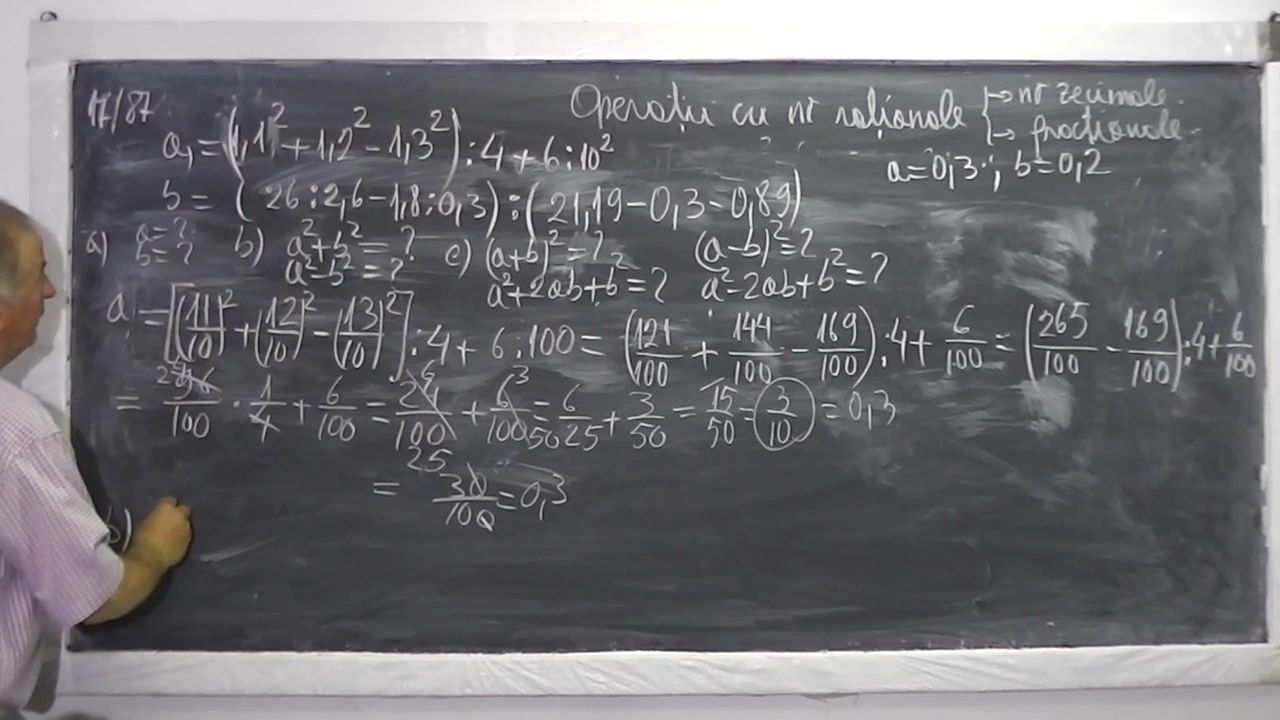 17/87
Operații cu nr raționale → nr zecimale.
→ fracționale.
a = 0,3 ; b = 0,2
a₁ = (1,1² + 1,2² - 1,3²) : 4 + 6 : 10²
b = (26 : 2,6 - 1,8 : 0,3) : (21,19 - 0,3 - 0,89)
a) a = ? b) a² + b² = ? c) (a+b)² = ? (a-b)² = ?
b = ? a² - b² = ? a² + 2ab + b² = ? a² - 2ab + b² = ?
a = [(11/10)² + (12/10)² - (13/10)²] : 4 + 6 : 100 = (121/100 + 144/100 - 169/100) : 4 + 6/100 = (265/100 - 169/100) : 4 + 6/100
= 96/100 · 1/4 + 6/100 = 24/100 + 6/100 = 6/25 + 3/50 = 15/50 = 3/10 = 0,3
= 30/100 = 0,3
b)